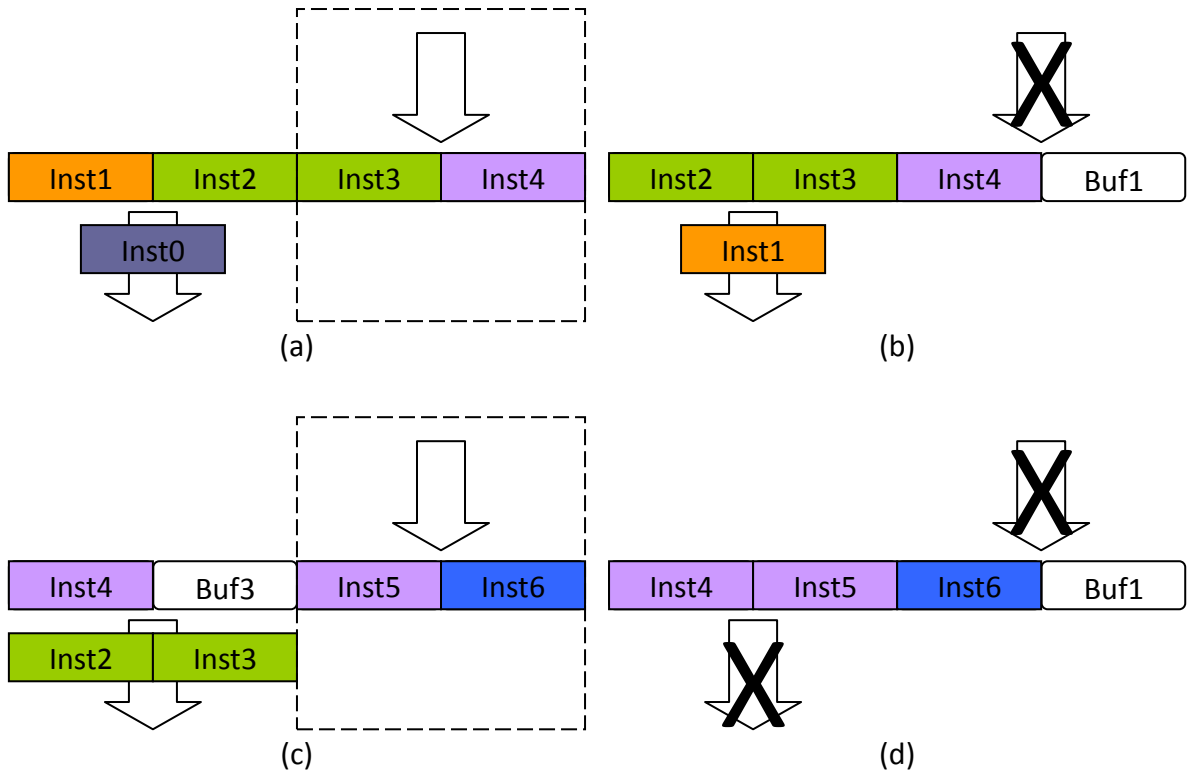 Inst1 Inst2 Inst3 Inst4
Inst0
(a)
Inst2 Inst3 Inst4 Buf1
Inst1
(b)
Inst4 Buf3 Inst5 Inst6
Inst2 Inst3
(c)
Inst4 Inst5 Inst6 Buf1
(d)